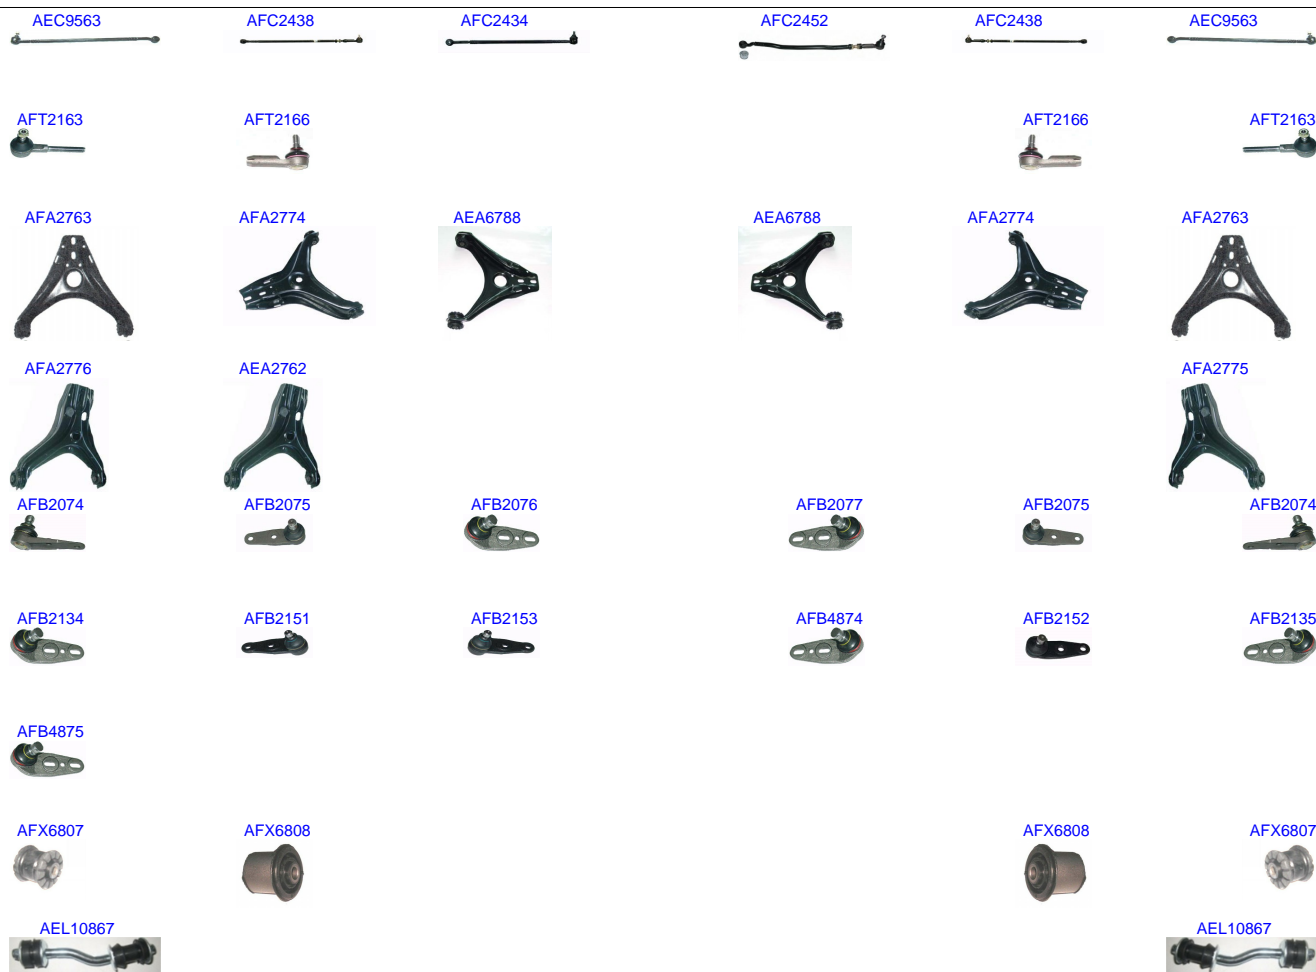 AEC9563 AFC2438 AFC2434 AFC2452 AFC2438 AEC9563
AFT2163 AFT2166 AFT2166 AFT2163
AFA2763 AFA2774 AEA6788 AEA6788 AFA2774 AFA2763
AFA2776 AEA2762 AFA2775
AFB2074 AFB2075 AFB2076 AFB2077 AFB2075 AFB2074
AFB2134 AFB2151 AFB2153 AFB4874 AFB2152 AFB2135
AFB4875
AFX6807 AFX6808 AFX6808 AFX6807
AEL10867 AEL10867